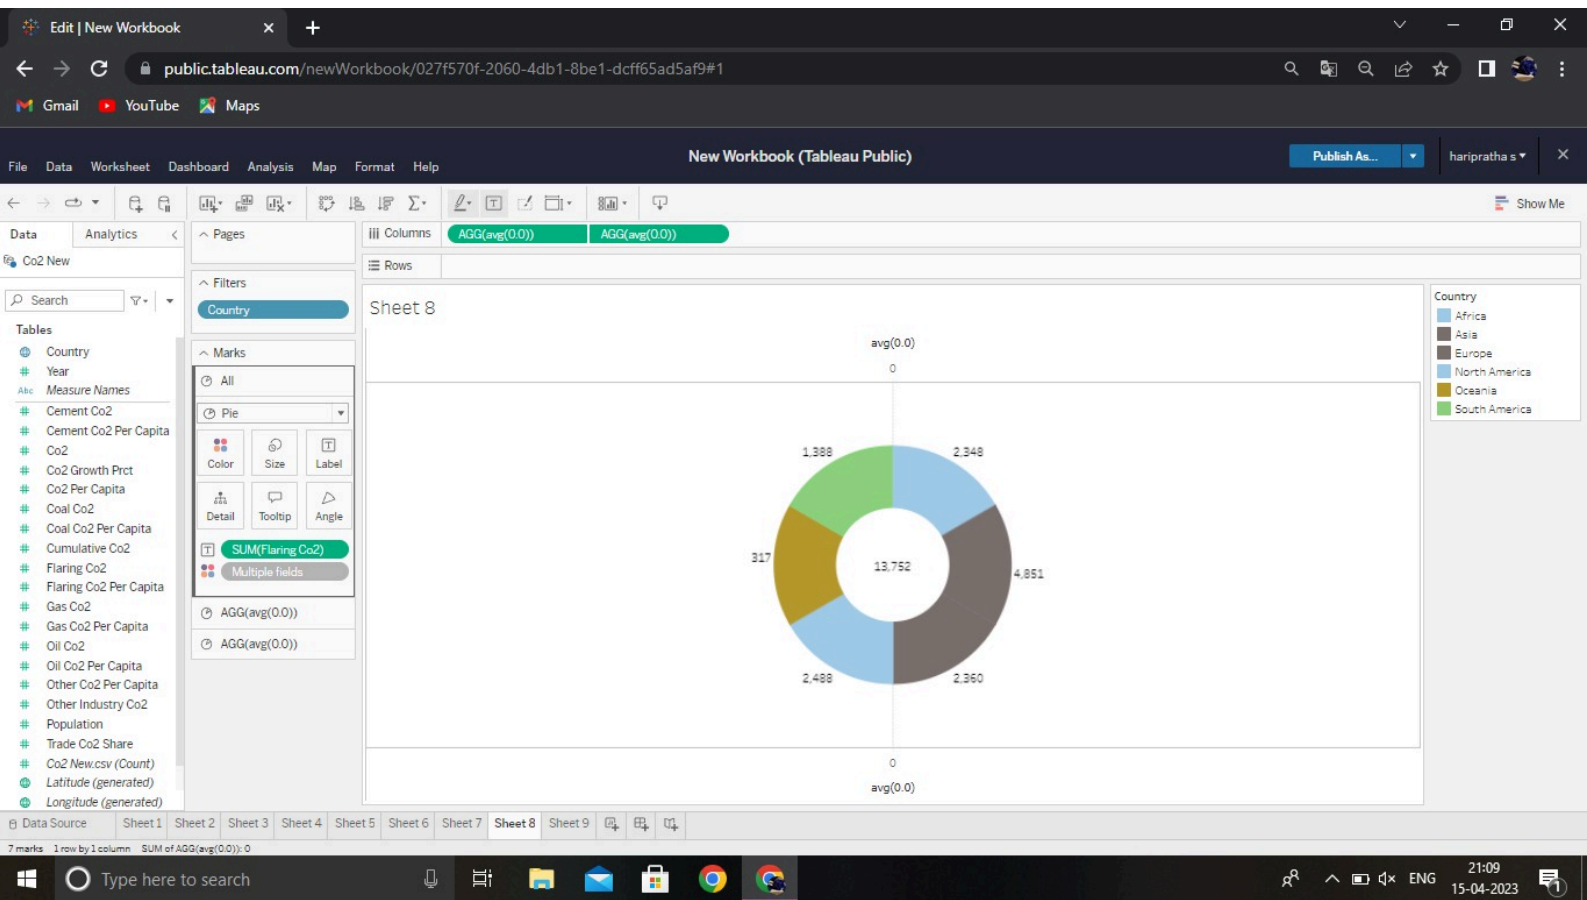 Edit | New Workbook
public.tableau.com/newWorkbook/027f570f-2060-4db1-8be1-dcff65ad5af9#1
Gmail YouTube Maps
New Workbook (Tableau Public) Publish As... haripratha s
File Data Worksheet Dashboard Analysis Map Format Help
Show Me
Data Analytics Pages Columns AGG(avg(0.0)) AGG(avg(0.0))
Co2 New
Rows
Filters
Search
Country
Sheet 8
Tables
Country
Year
Measure Names
Cement Co2
Cement Co2 Per Capita
Co2
Co2 Growth Prct
Co2 Per Capita
Coal Co2
Coal Co2 Per Capita
Cumulative Co2
Flaring Co2
Flaring Co2 Per Capita
Gas Co2
Gas Co2 Per Capita
Oil Co2
Oil Co2 Per Capita
Other Co2 Per Capita
Other Industry Co2
Population
Trade Co2 Share
Co2 New.csv (Count)
Latitude (generated)
Longitude (generated)
Marks
All
Pie
Color Size Label
Detail Tooltip Angle
SUM(Flaring Co2)
Multiple fields
AGG(avg(0.0))
AGG(avg(0.0))
avg(0.0)
0
1,388 2,348
317 13,752 4,851
2,488 2,360
0
avg(0.0)
Country
Africa
Asia
Europe
North America
Oceania
South America
Data Source Sheet 1 Sheet 2 Sheet 3 Sheet 4 Sheet 5 Sheet 6 Sheet 7 Sheet 8 Sheet 9
7 marks 1 row by 1 column SUM of AGG(avg(0.0)): 0
Type here to search
ENG
21:09
15-04-2023
1